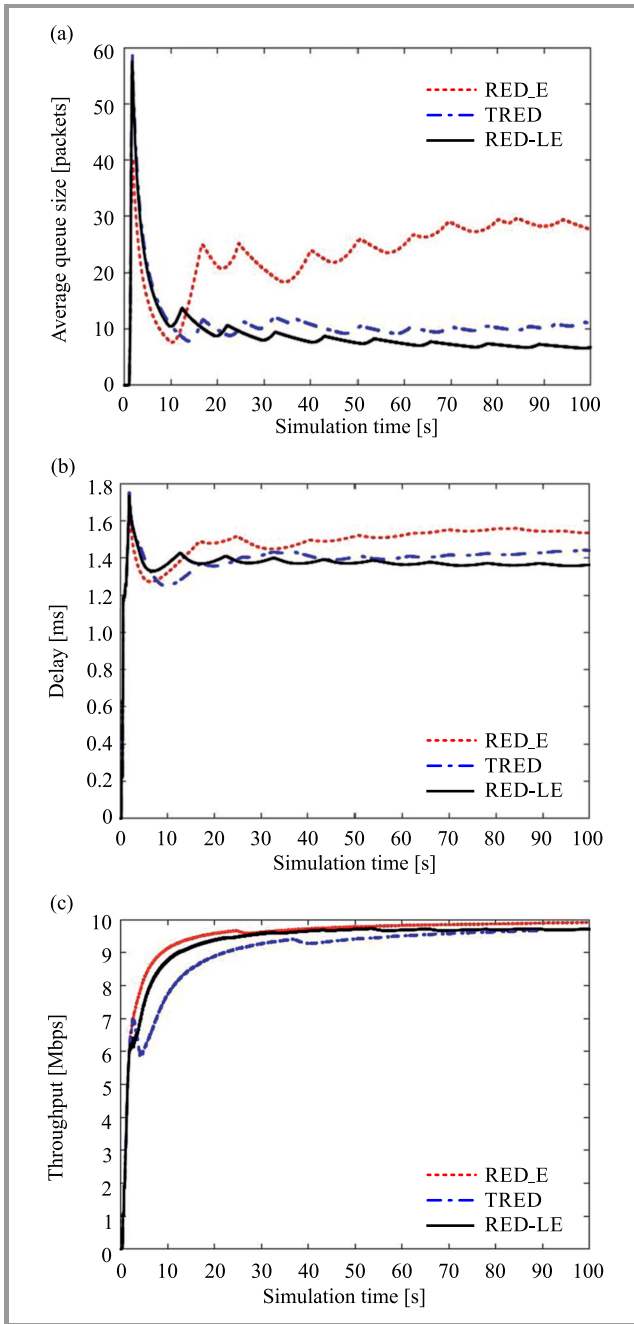 (a)
60
50
40
30
20
10
0
Average queue size [packets]
RED_E
TRED
RED-LE
0 10 20 30 40 50 60 70 80 90 100
Simulation time [s]
(b)
1.8
1.6
1.4
1.2
1.0
0.8
0.6
0.4
0.2
0
Delay [ms]
RED_E
TRED
RED-LE
0 10 20 30 40 50 60 70 80 90 100
Simulation time [s]
(c)
10
9
8
7
6
5
4
3
2
1
0
Throughput [Mbps]
RED_E
TRED
RED-LE
0 10 20 30 40 50 60 70 80 90 100
Simulation time [s]